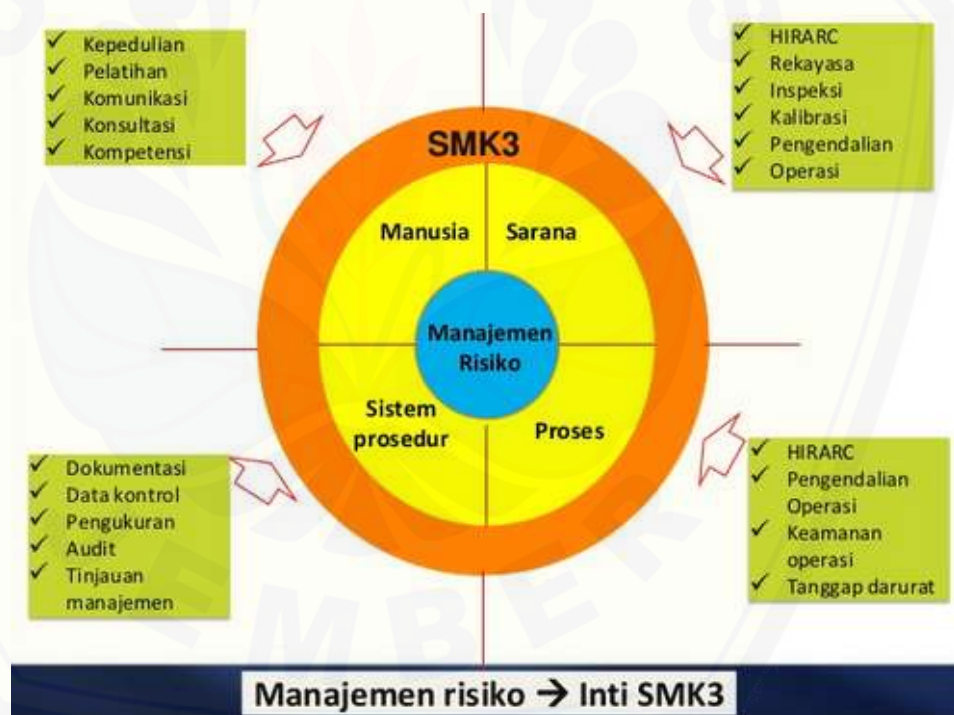 ✓ Kepedulian
✓ Pelatihan
✓ Komunikasi
✓ Konsultasi
✓ Kompetensi
✓ HIRARC
✓ Rekayasa
✓ Inspeksi
✓ Kalibrasi
✓ Pengendalian
✓ Operasi
SMK3
Manusia
Sarana
Manajemen
Risiko
Sistem
prosedur
Proses
✓ Dokumentasi
✓ Data kontrol
✓ Pengukuran
✓ Audit
✓ Tinjauan
manajemen
✓ HIRARC
✓ Pengendalian
Operasi
✓ Keamanan
operasi
✓ Tanggap darurat
EMBER
Manajemen risiko → Inti SMK3